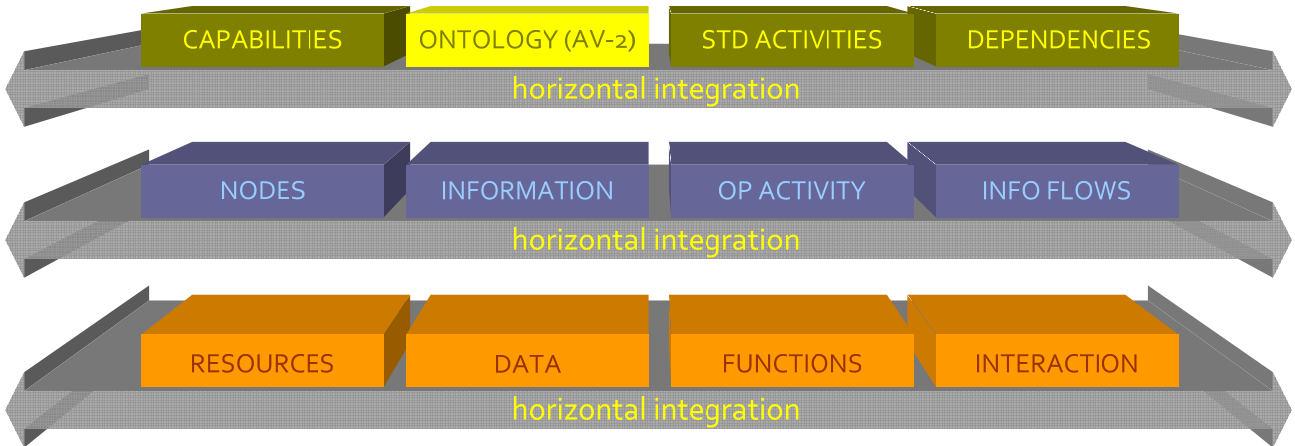 CAPABILITIES
ONTOLOGY (AV-2)
STD ACTIVITIES
DEPENDENCIES
horizontal integration
NODES
INFORMATION
OP ACTIVITY
INFO FLOWS
horizontal integration
RESOURCES
DATA
FUNCTIONS
INTERACTION
horizontal integration